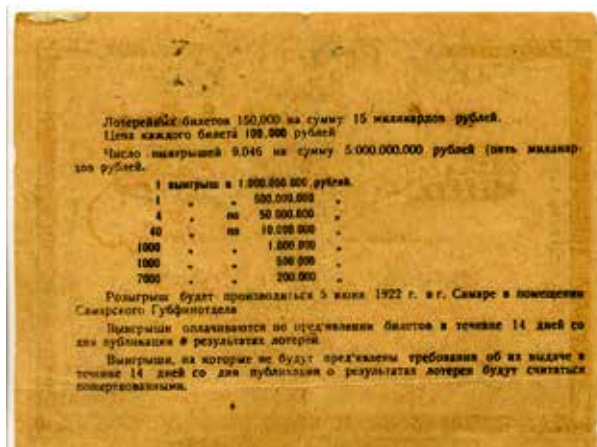 Лотерейных билетов 150,000 на сумму 15 миллиардов рублей.
Цена каждого билета 100.000 рублей
Число выигрышей 9.046 на сумму 5.000.000.000 рублей (пять миллиар-
дов рублей.
1 выигрыш в 1.000.000.000 рублей.
1 „ „ 500.000.000 „
4 „ по 50.000.000 „
40 „ по 10.000.000 „
1000 „ „ 1.000.000 „
1000 „ „ 500.000 „
7000 „ „ 200.000 „
Розыгрыш будет производиться 5 1922 г. в г. Самаре в помещении
Самарского Губфинотдела
Выигрыши оплачиваются по пред'явлении билетов в течение 14 дней со
дня публикации о результатах лотереи.
Выигрыши, на которые не будут пред'явлены требования об их выдаче в
течение 14 дней со дня публикации о результатах лотереи будут считаться
пожертвованными.